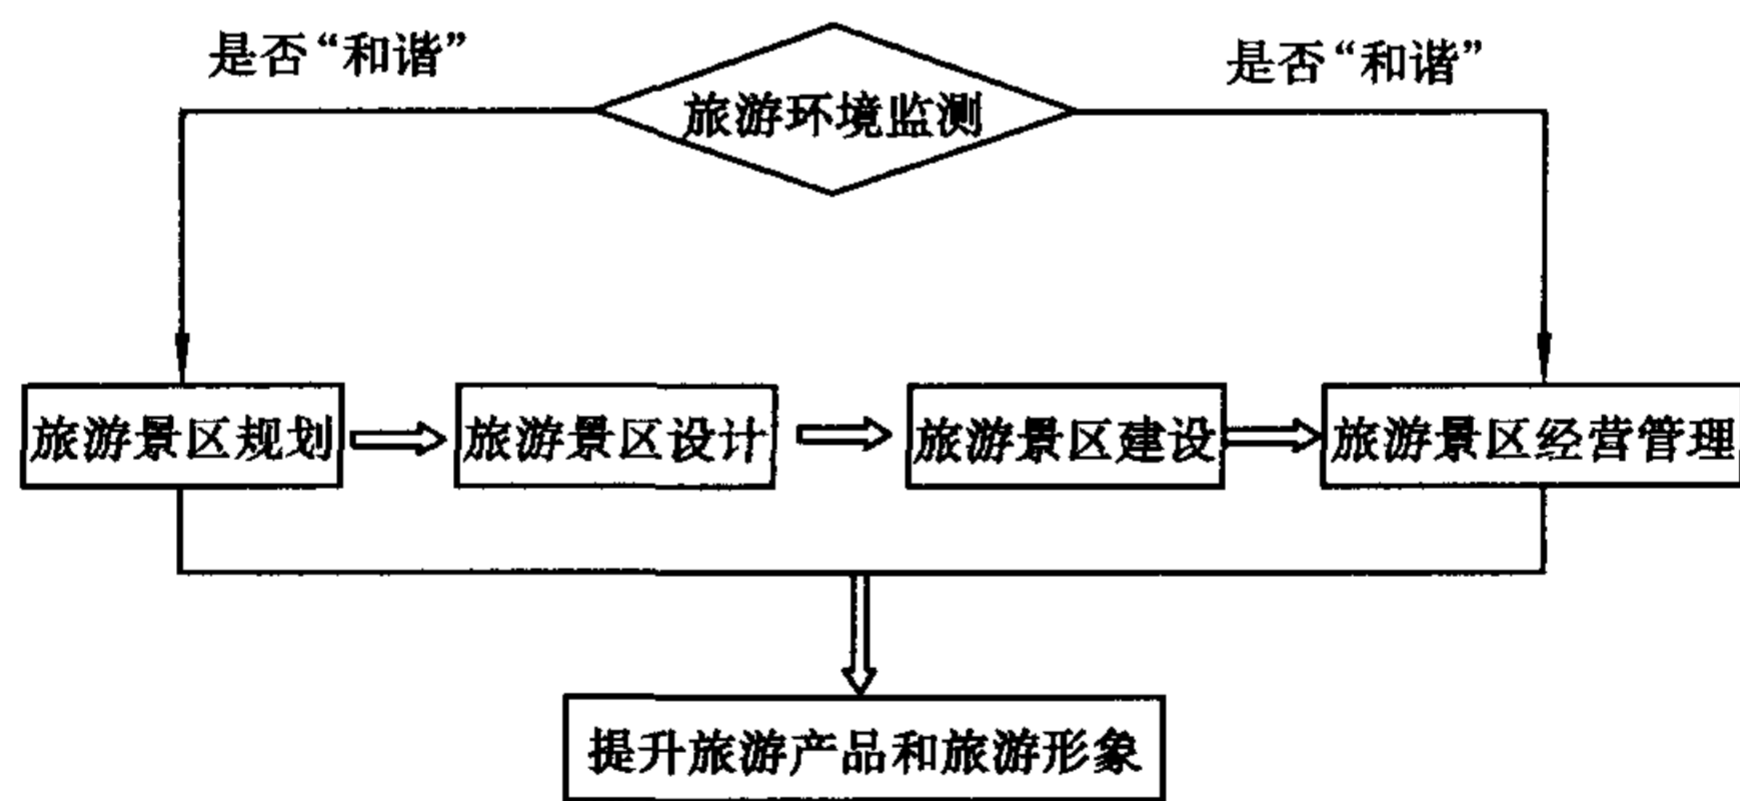 是否“和谐”
是否“和谐”
旅游环境监测
旅游景区规划
旅游景区设计
旅游景区建设
旅游景区经营管理
提升旅游产品和旅游形象